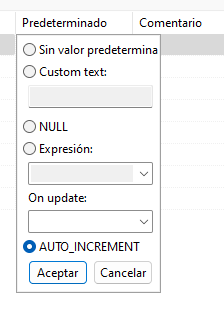 Predeterminado Comentario
Sin valor predetermina
Custom text:
NULL
Expresión:
On update:
AUTO_INCREMENT
Aceptar Cancelar